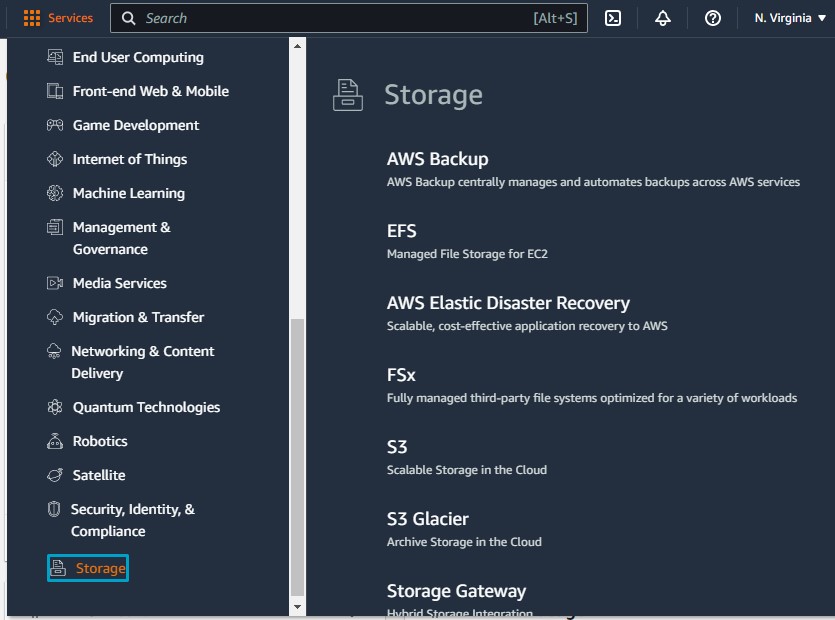 Services
Search
[Alt+S]
N. Virginia
End User Computing
Front-end Web & Mobile
Game Development
Internet of Things
Machine Learning
Management &
Governance
Media Services
Migration & Transfer
Networking & Content
Delivery
Quantum Technologies
Robotics
Satellite
Security, Identity, &
Compliance
Storage
Storage
AWS Backup
AWS Backup centrally manages and automates backups across AWS services
EFS
Managed File Storage for EC2
AWS Elastic Disaster Recovery
Scalable, cost-effective application recovery to AWS
FSx
Fully managed third-party file systems optimized for a variety of workloads
S3
Scalable Storage in the Cloud
S3 Glacier
Archive Storage in the Cloud
Storage Gateway
Hybrid Storage Integration